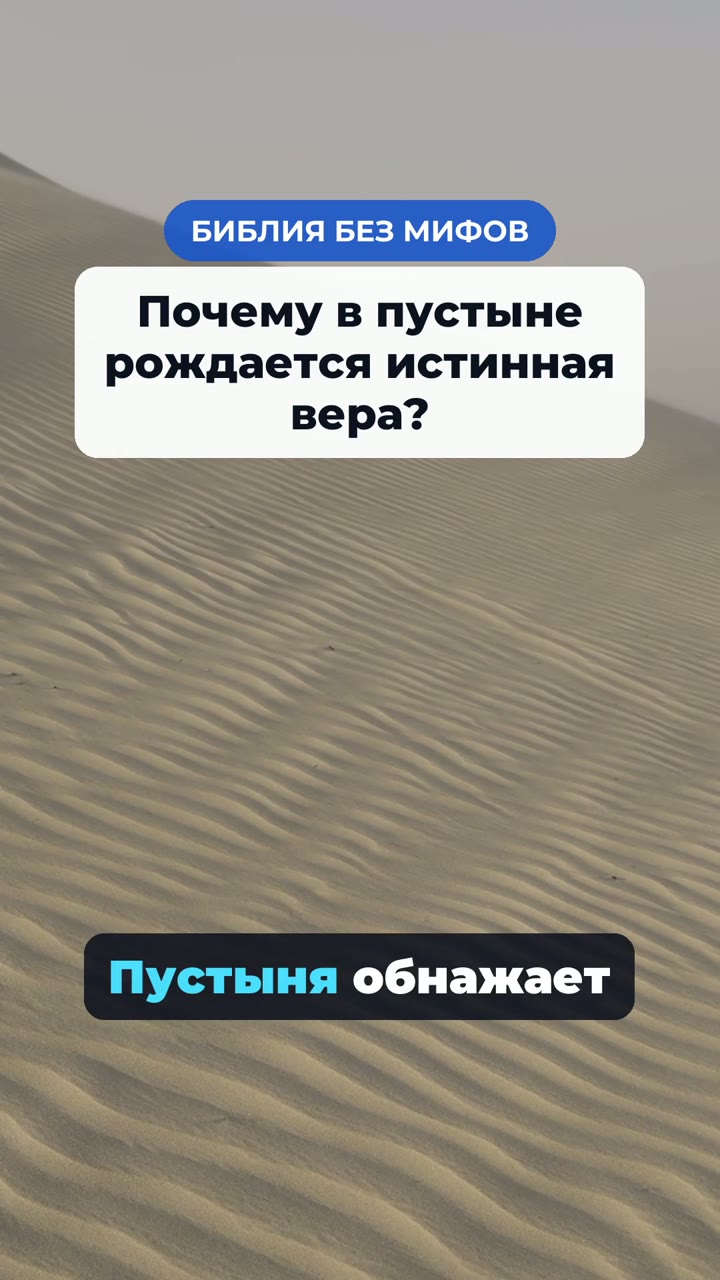 БИБЛИЯ БЕЗ МИФОВ
Почему в пустыне
рождается истинная
вера?
Пустыня обнажает